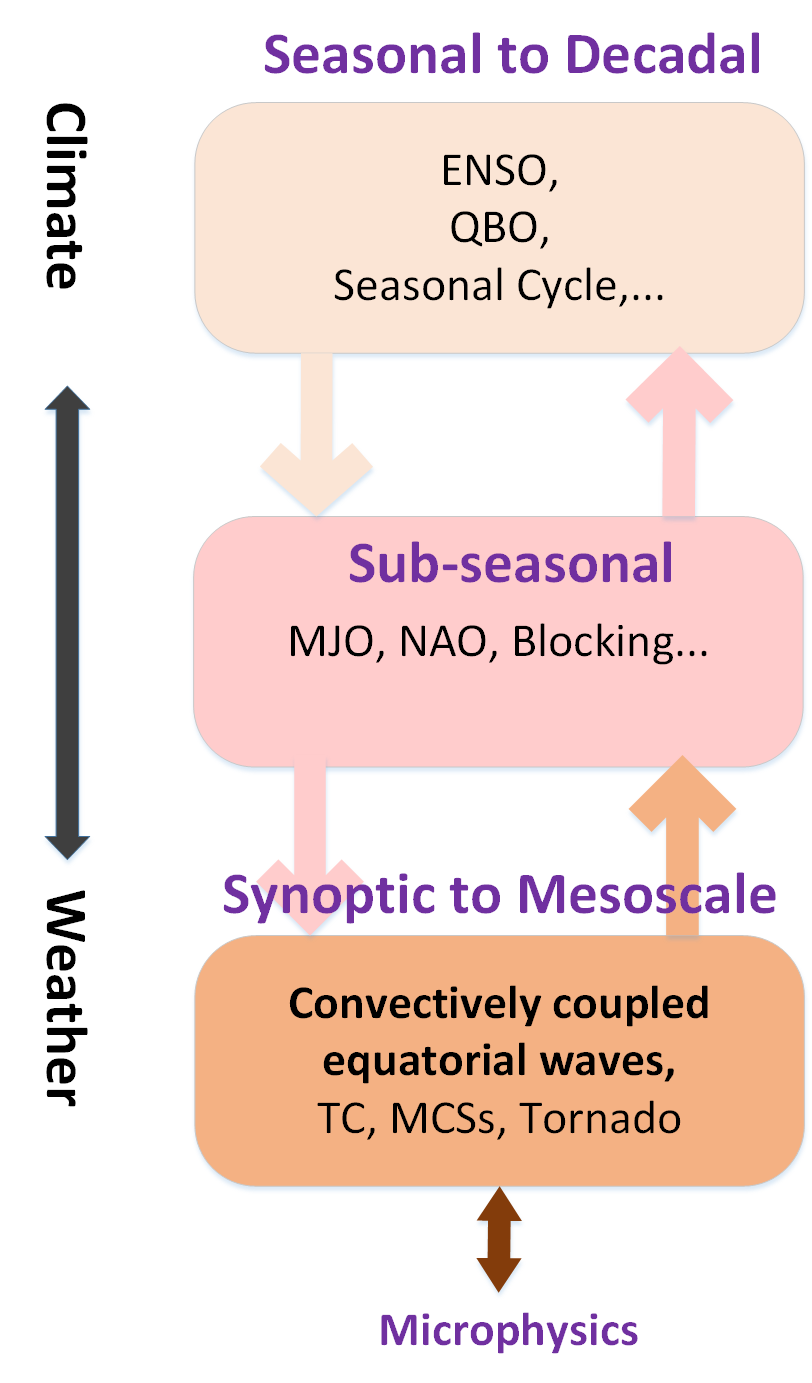 Seasonal to Decadal
Climate
ENSO,
QBO,
Seasonal Cycle,...
Sub-seasonal
MJO, NAO, Blocking...
Weather
Synoptic to Mesoscale
Convectively coupled
equatorial waves,
TC, MCSs, Tornado
Microphysics